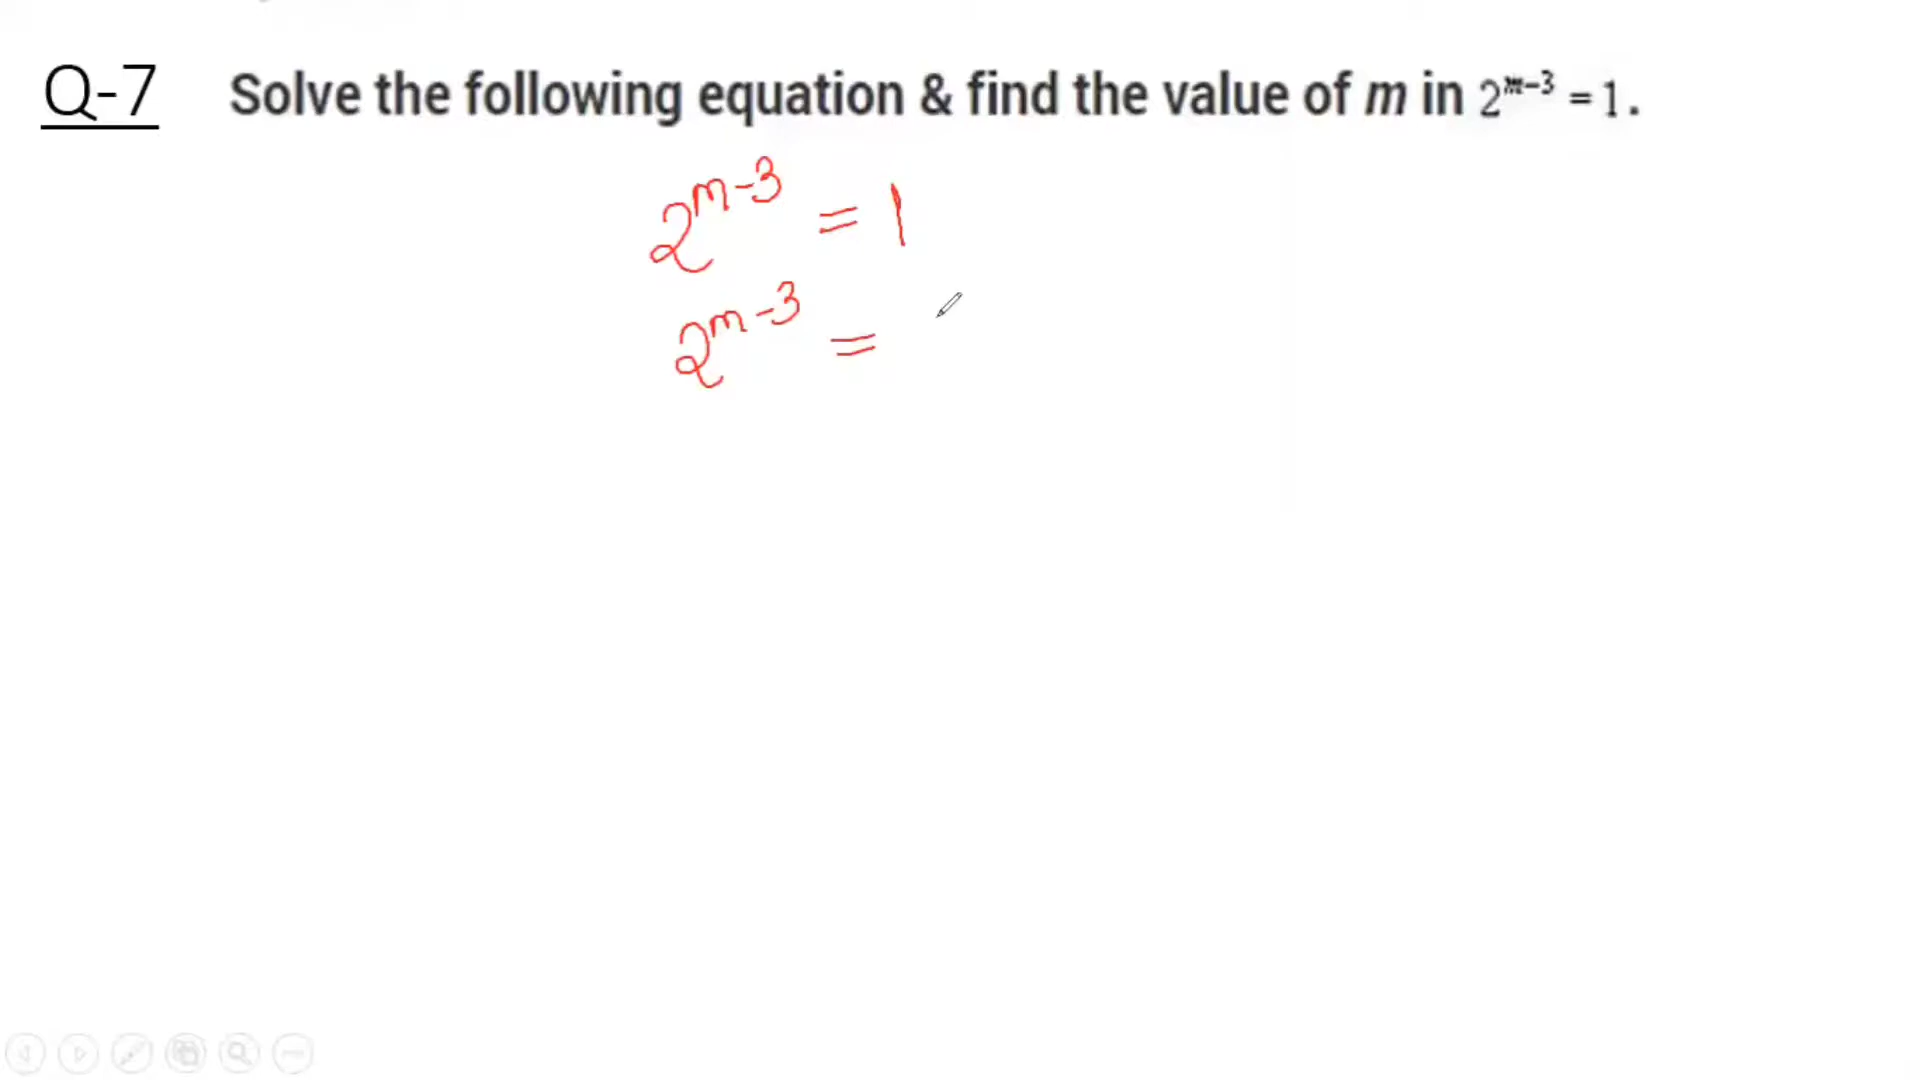 Q-7 Solve the following equation & find the value of m in 2^{m-3} = 1.
2^{m-3} = 1
2^{m-3} =